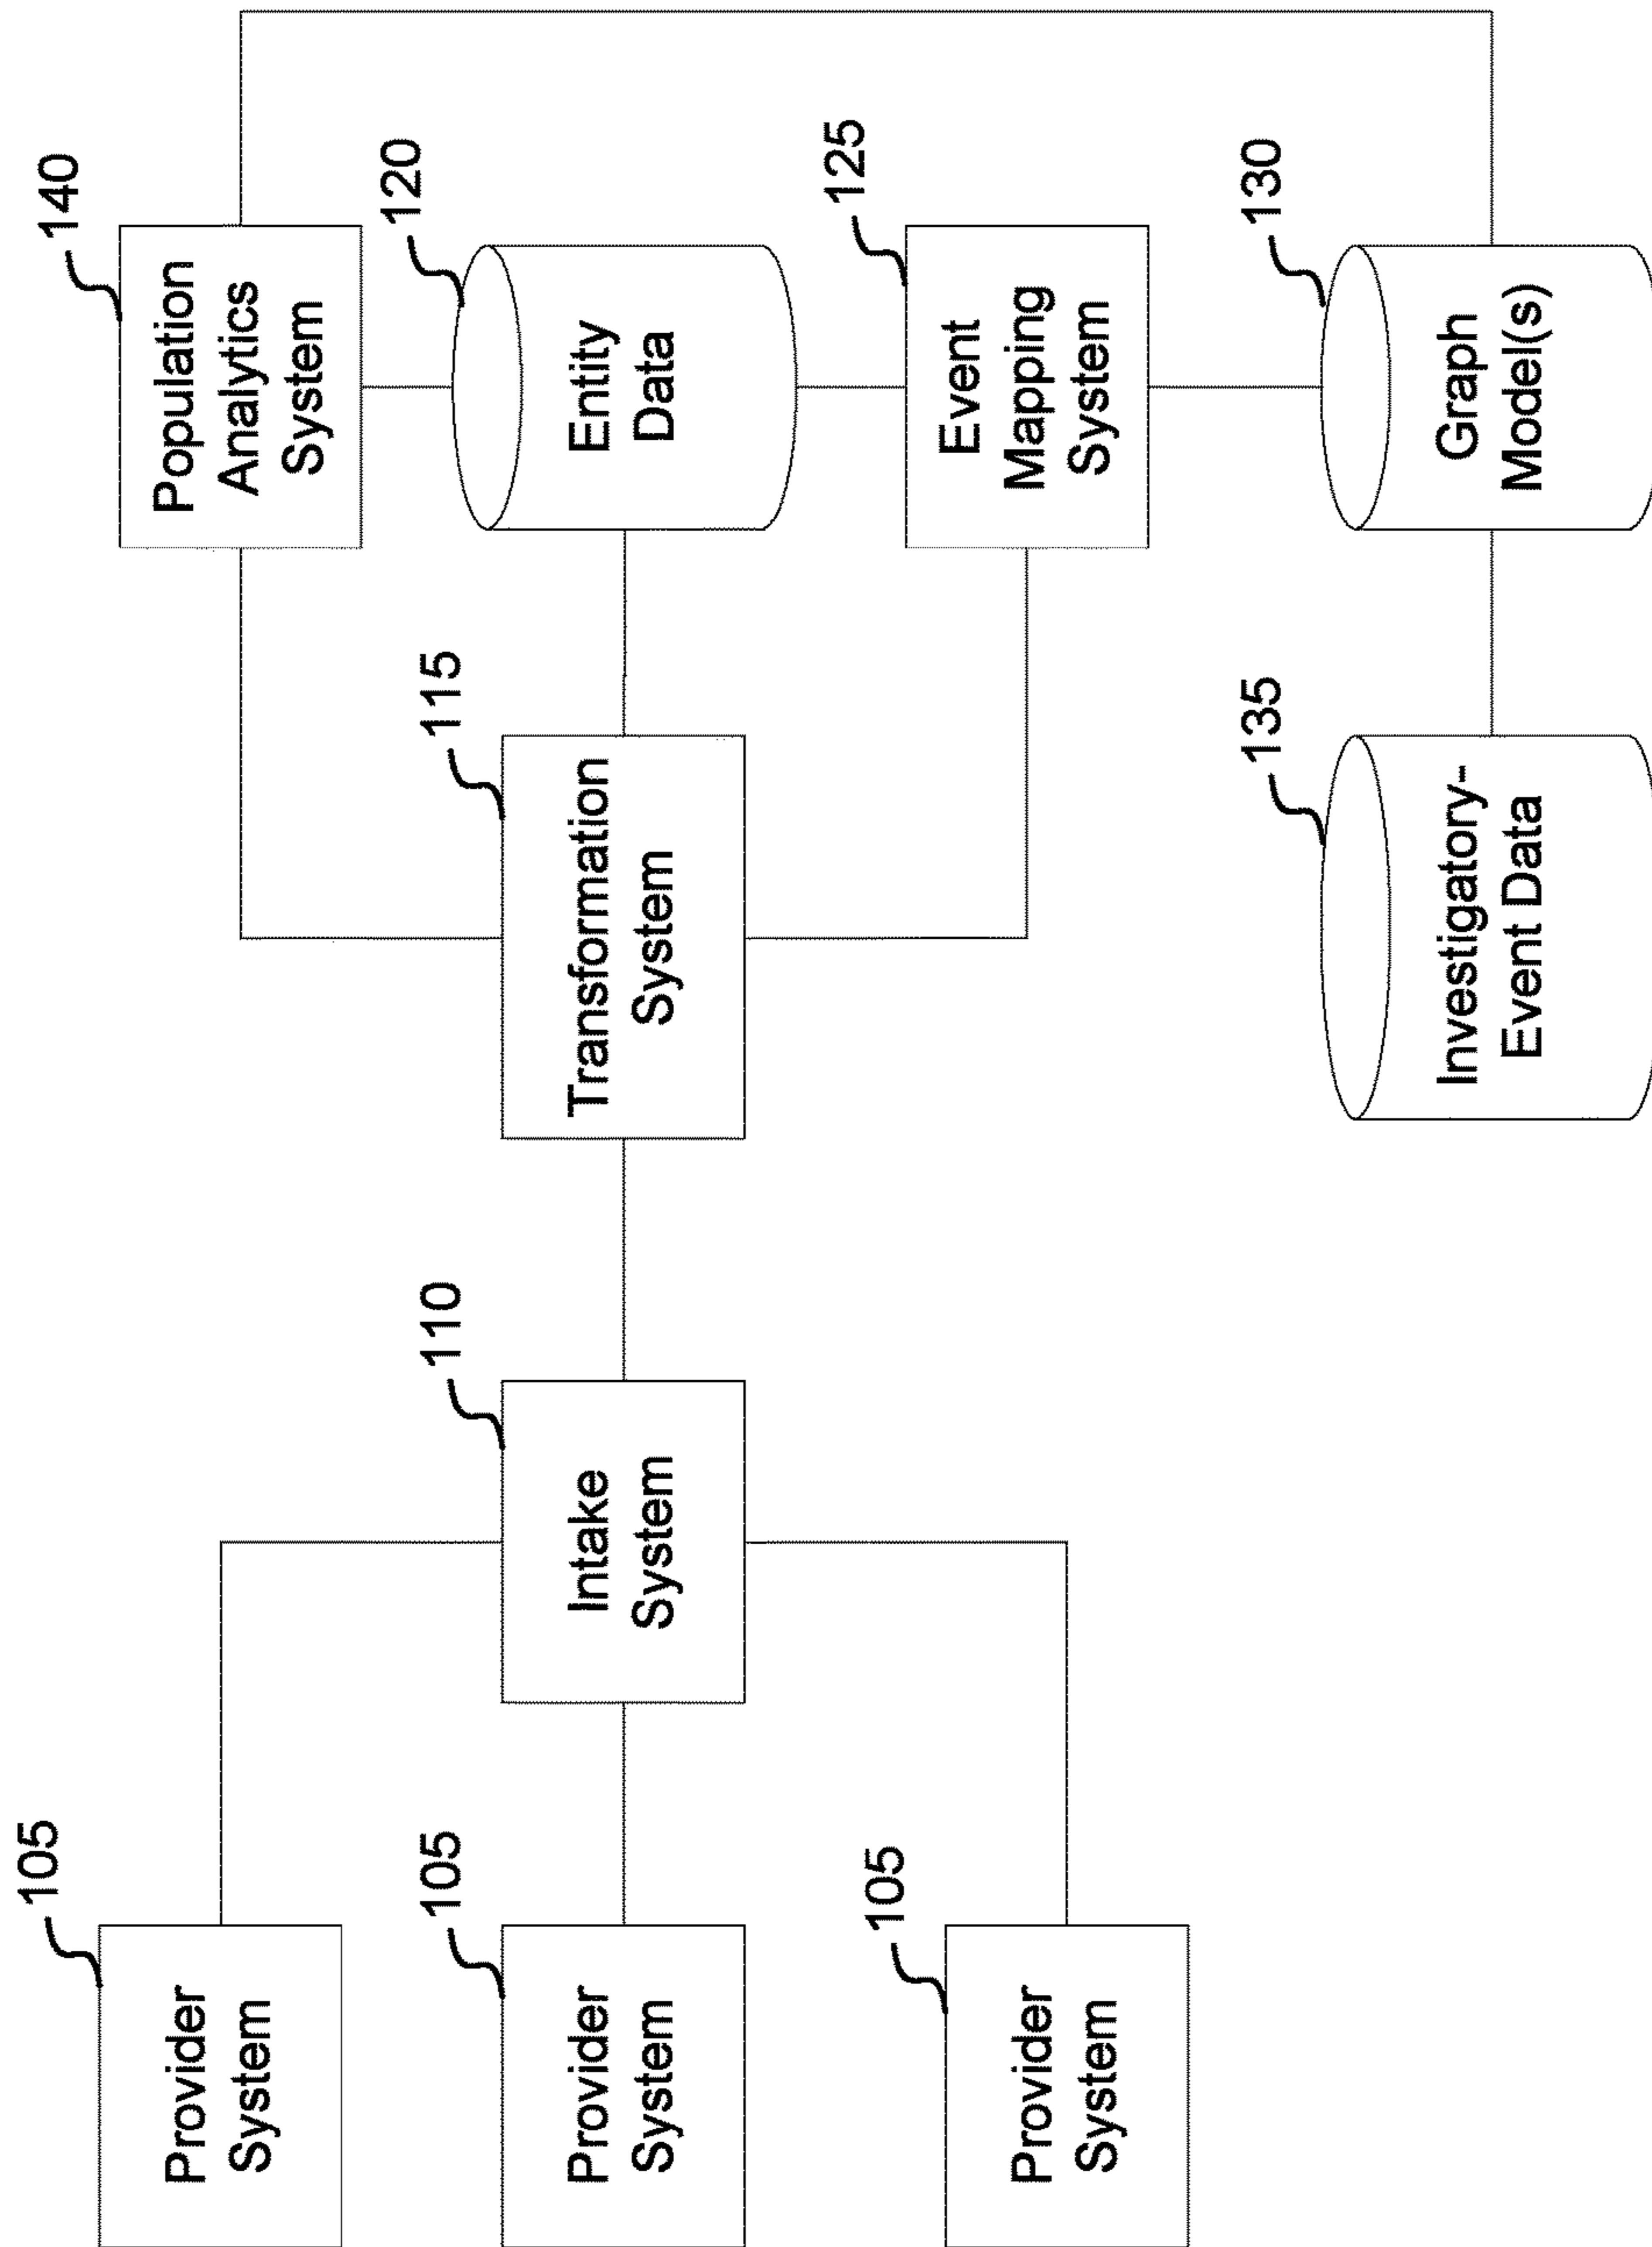 105
Provider
System
105
Provider
System
105
Provider
System
110
Intake
System
115
Transformation
System
140
Population
Analytics
System
120
Entity
Data
125
Event
Mapping
System
130
Graph
Model(s)
135
Investigatory-
Event Data